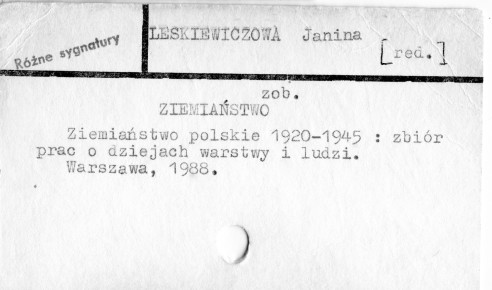 Różne sygnatury
LESKIEWICZOWA Janina
[red.]
zob.
ZIEMIAŃSTWO
Ziemiaństwo polskie 1920-1945 : zbiór
prac o dziejach warstwy i ludzi.
Warszawa, 1988.